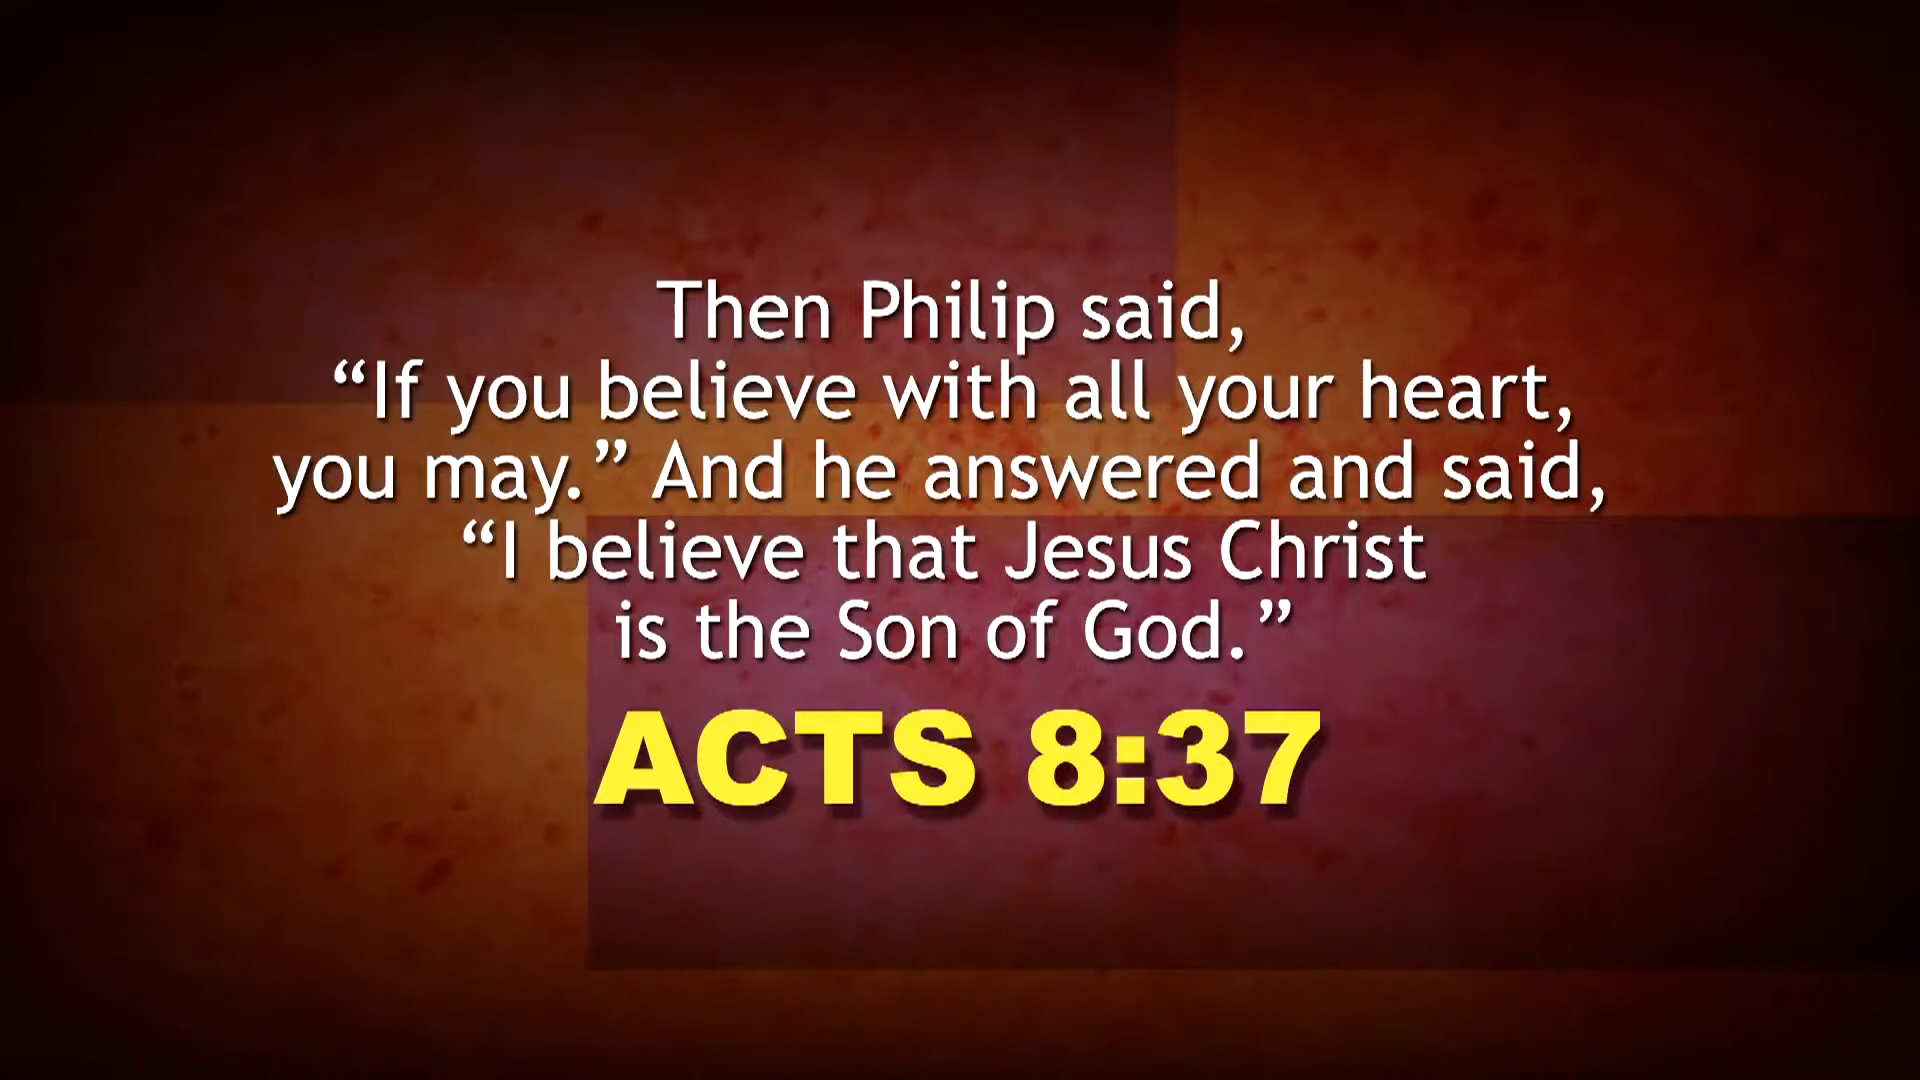 Then Philip said,
“If you believe with all your heart,
you may.” And he answered and said,
“I believe that Jesus Christ
is the Son of God.”
ACTS 8:37